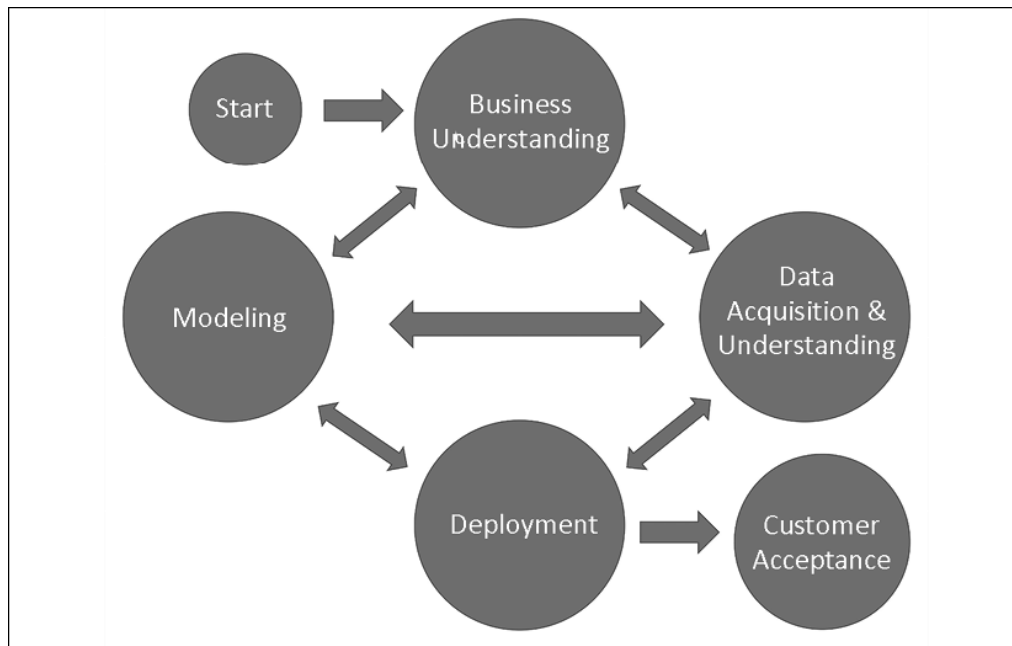 Start
Business
Understanding
Modeling
Data
Acquisition &
Understanding
Deployment
Customer
Acceptance